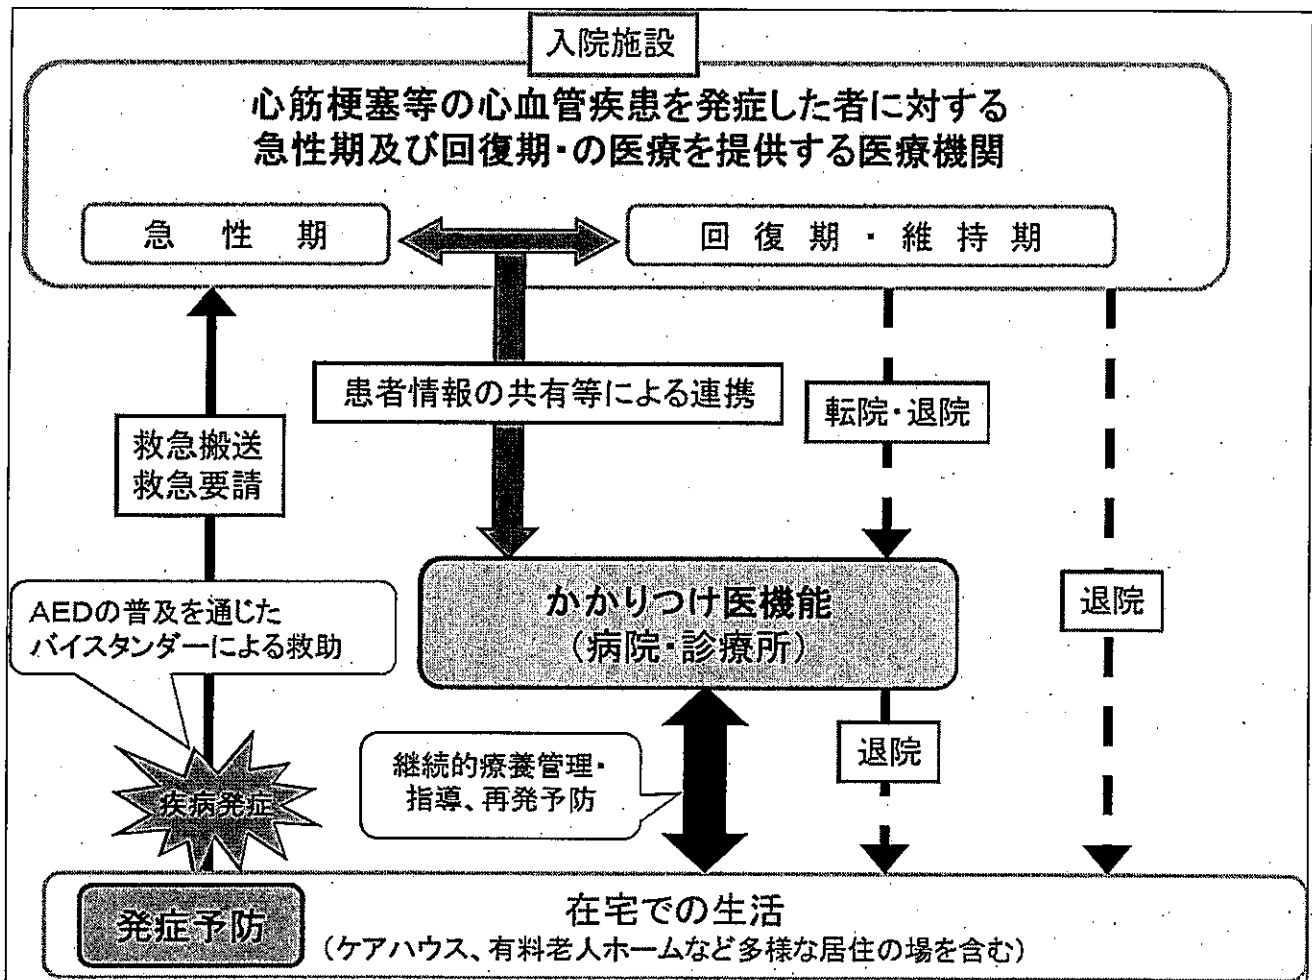 入院施設
心筋梗塞等の心血管疾患を発症した者に対する
急性期及び回復期・の医療を提供する医療機関
急性期
回復期・維持期
患者情報の共有等による連携
転院・退院
救急搬送
救急要請
退院
AEDの普及を通じた
バイスタンダーによる救助
かかりつけ医機能
(病院・診療所)
継続的療養管理・
指導、再発予防
退院
疾病発症
発症予防
在宅での生活
(ケアハウス、有料老人ホームなど多様な居住の場を含む)